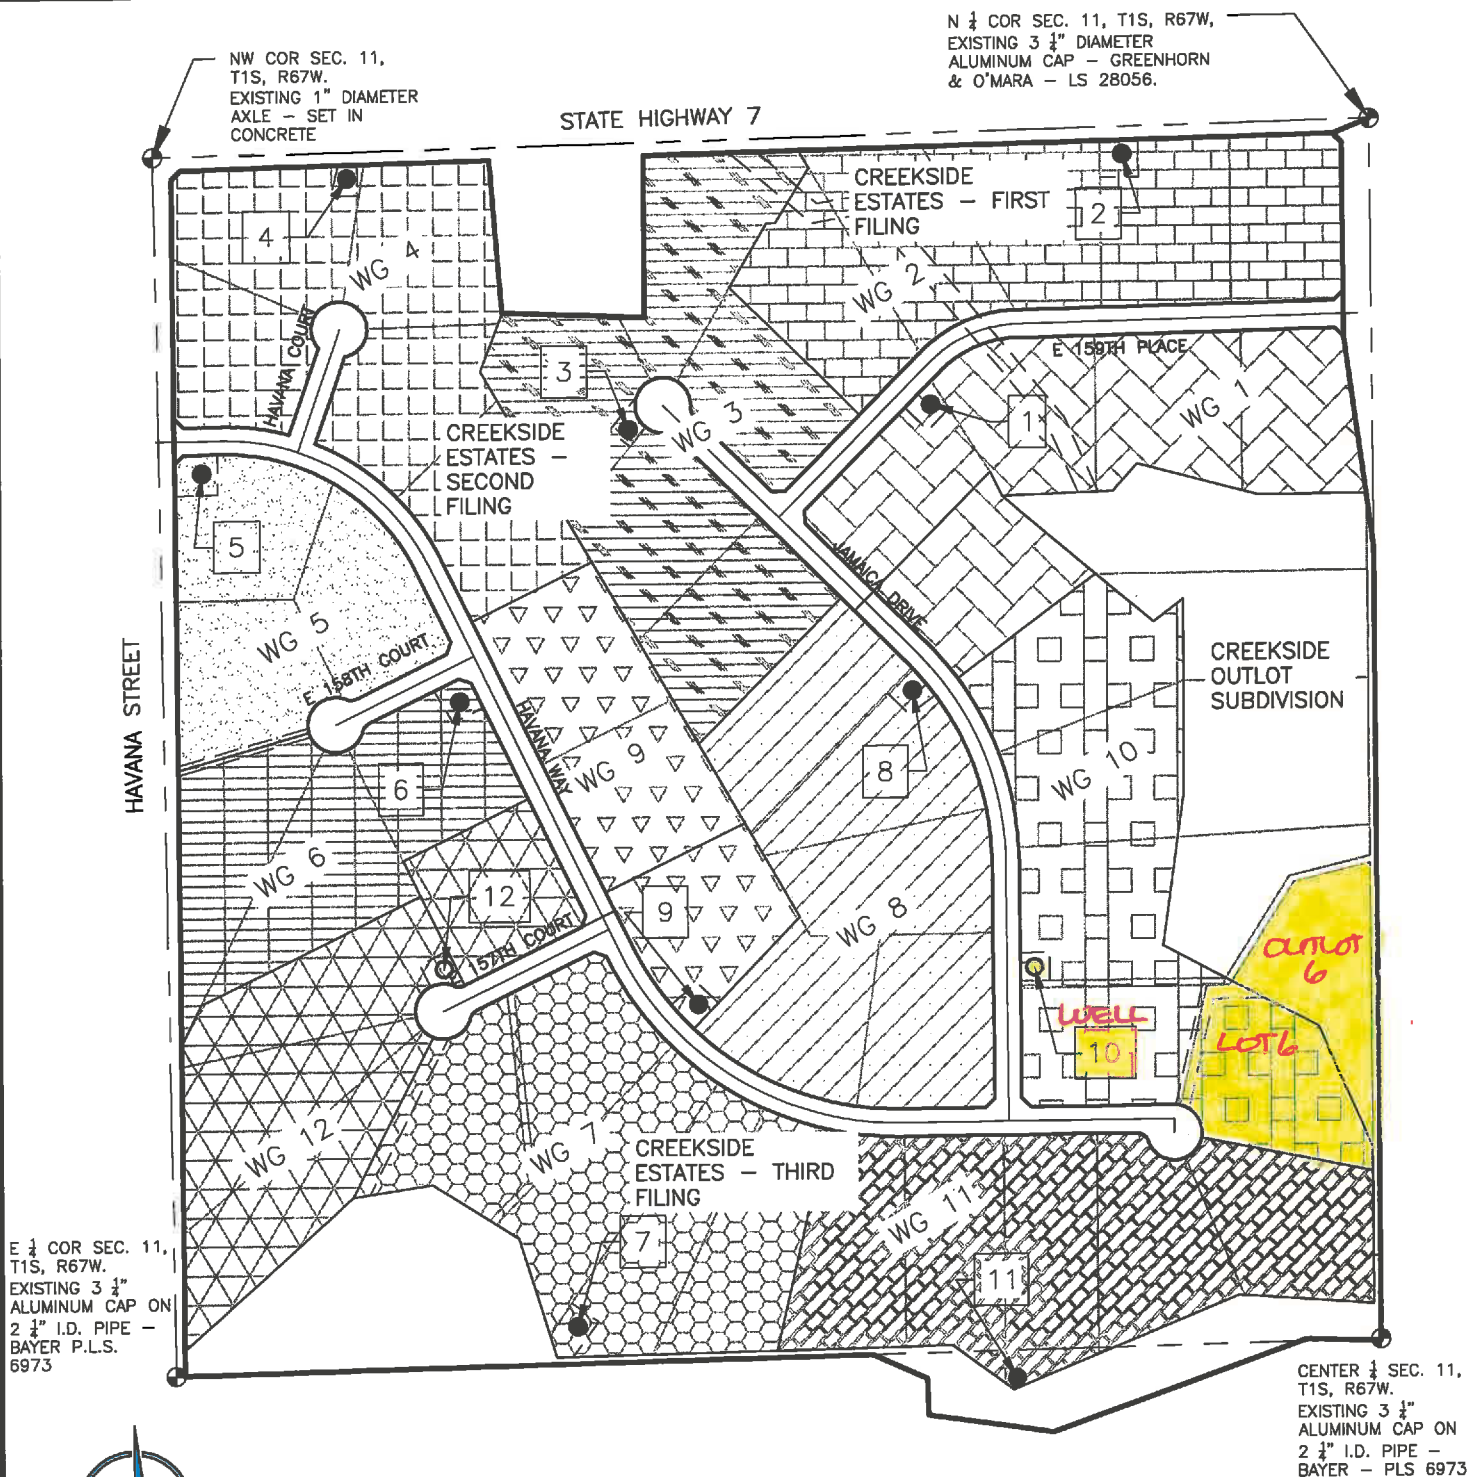 NW COR SEC. 11,
T1S, R67W.
EXISTING 1" DIAMETER
AXLE – SET IN
CONCRETE
N ¼ COR SEC. 11, T1S, R67W,
EXISTING 3 ¼" DIAMETER
ALUMINUM CAP – GREENHORN
& O'MARA – LS 28056.
STATE HIGHWAY 7
CREEKSIDE
ESTATES – FIRST
FILING
2
4
WG 4
WG 2
HAVANA COURT
E 159TH PLACE
3
WG 3
1
WG 1
CREEKSIDE
ESTATES –
SECOND
FILING
5
WG 5
JAMAICA DRIVE
E 158TH COURT
HAVANA STREET
CREEKSIDE
OUTLOT
SUBDIVISION
HAVANA WAY
6
WG 9
8
WG 10
WG 6
12
9
WG 8
157TH COURT
OUTLOT
6
WELL
10
LOT 6
WG 12
WG 7
CREEKSIDE
ESTATES – THIRD
FILING
WG 11
7
11
E ¼ COR SEC. 11,
T1S, R67W.
EXISTING 3 ¼"
ALUMINUM CAP ON
2 ¼" I.D. PIPE –
BAYER P.L.S.
6973
CENTER ¼ SEC. 11,
T1S, R67W.
EXISTING 3 ¼"
ALUMINUM CAP ON
2 ¼" I.D. PIPE –
BAYER – PLS 6973